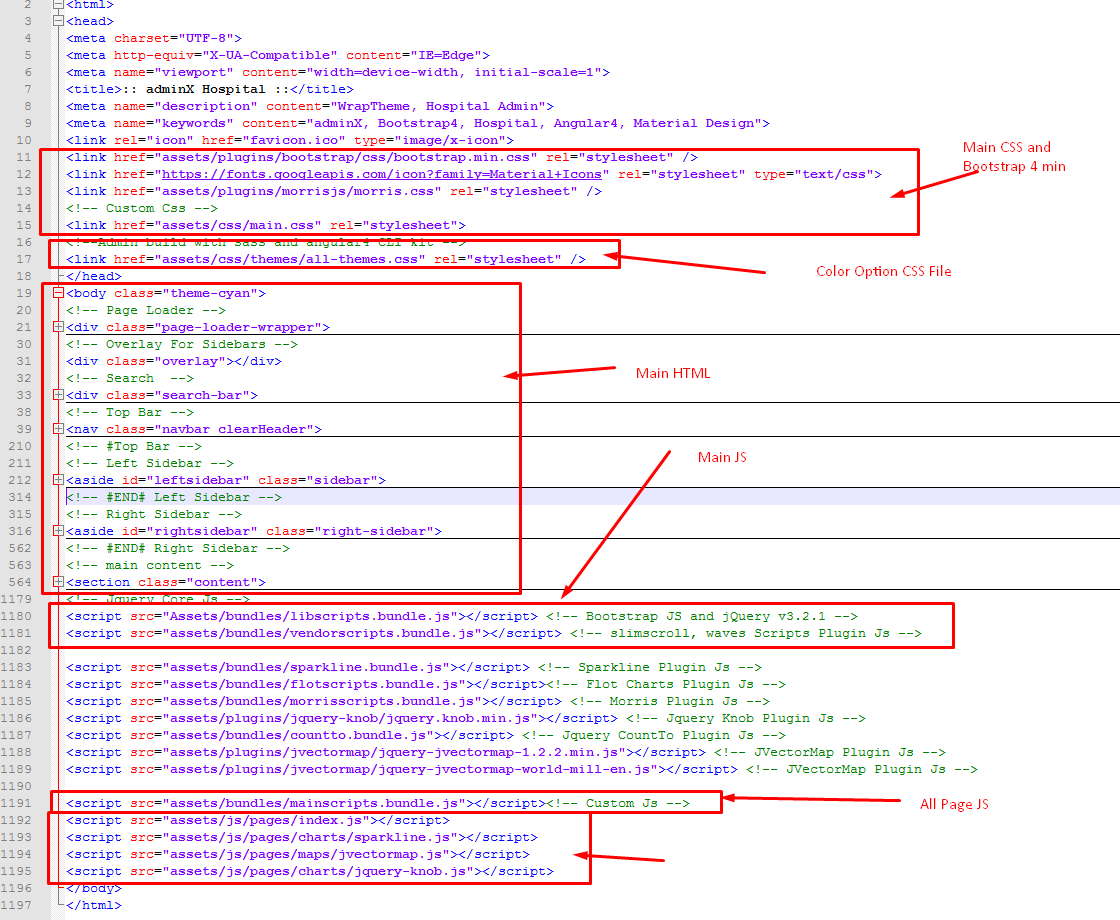 2 <html>
3 <head>
4 <meta charset="UTF-8">
5 <meta http-equiv="X-UA-Compatible" content="IE=Edge">
6 <meta name="viewport" content="width=device-width, initial-scale=1">
7 <title>:: adminX Hospital ::</title>
8 <meta name="description" content="WrapTheme, Hospital Admin">
9 <meta name="keywords" content="adminX, Bootstrap4, Hospital, Angular4, Material Design">
10 <link rel="icon" href="favicon.ico" type="image/x-icon">
11 <link href="assets/plugins/bootstrap/css/bootstrap.min.css" rel="stylesheet" />
Main CSS and
Bootstrap 4 min
12 <link href="https://fonts.googleapis.com/icon?family=Material+Icons" rel="stylesheet" type="text/css">
13 <link href="assets/plugins/morrisjs/morris.css" rel="stylesheet" />
14 <!-- Custom Css -->
15 <link href="assets/css/main.css" rel="stylesheet">
16 <!--Admin build with sass and angular4 CLI kit -->
17 <link href="assets/css/themes/all-themes.css" rel="stylesheet" />
Color Option CSS File
18 </head>
19 <body class="theme-cyan">
20 <!-- Page Loader -->
21 <div class="page-loader-wrapper">
30 <!-- Overlay For Sidebars -->
31 <div class="overlay"></div>
32 <!-- Search  -->
Main HTML
33 <div class="search-bar">
38 <!-- Top Bar -->
39 <nav class="navbar clearHeader">
210 <!-- #Top Bar -->
211 <!-- Left Sidebar -->
Main JS
212 <aside id="leftsidebar" class="sidebar">
314 <!-- #END# Left Sidebar -->
315 <!-- Right Sidebar -->
316 <aside id="rightsidebar" class="right-sidebar">
562 <!-- #END# Right Sidebar -->
563 <!-- main content -->
564 <section class="content">
1179 <!-- Jquery Core Js -->
1180 <script src="Assets/bundles/libscripts.bundle.js"></script> <!-- Bootstrap JS and jQuery v3.2.1 -->
1181 <script src="assets/bundles/vendorscripts.bundle.js"></script> <!-- slimscroll, waves Scripts Plugin Js -->
1182
1183 <script src="assets/bundles/sparkline.bundle.js"></script> <!-- Sparkline Plugin Js -->
1184 <script src="assets/bundles/flotscripts.bundle.js"></script><!-- Flot Charts Plugin Js -->
1185 <script src="assets/bundles/morrisscripts.bundle.js"></script> <!-- Morris Plugin Js -->
1186 <script src="assets/plugins/jquery-knob/jquery.knob.min.js"></script> <!-- Jquery Knob Plugin Js -->
1187 <script src="assets/bundles/countto.bundle.js"></script> <!-- Jquery CountTo Plugin Js -->
1188 <script src="assets/plugins/jvectormap/jquery-jvectormap-1.2.2.min.js"></script> <!-- JVectorMap Plugin Js -->
1189 <script src="assets/plugins/jvectormap/jquery-jvectormap-world-mill-en.js"></script> <!-- JVectorMap Plugin Js -->
1190
1191 <script src="assets/bundles/mainscripts.bundle.js"></script><!-- Custom Js -->
All Page JS
1192 <script src="assets/js/pages/index.js"></script>
1193 <script src="assets/js/pages/charts/sparkline.js"></script>
1194 <script src="assets/js/pages/maps/jvectormap.js"></script>
1195 <script src="assets/js/pages/charts/jquery-knob.js"></script>
1196 </body>
1197 </html>